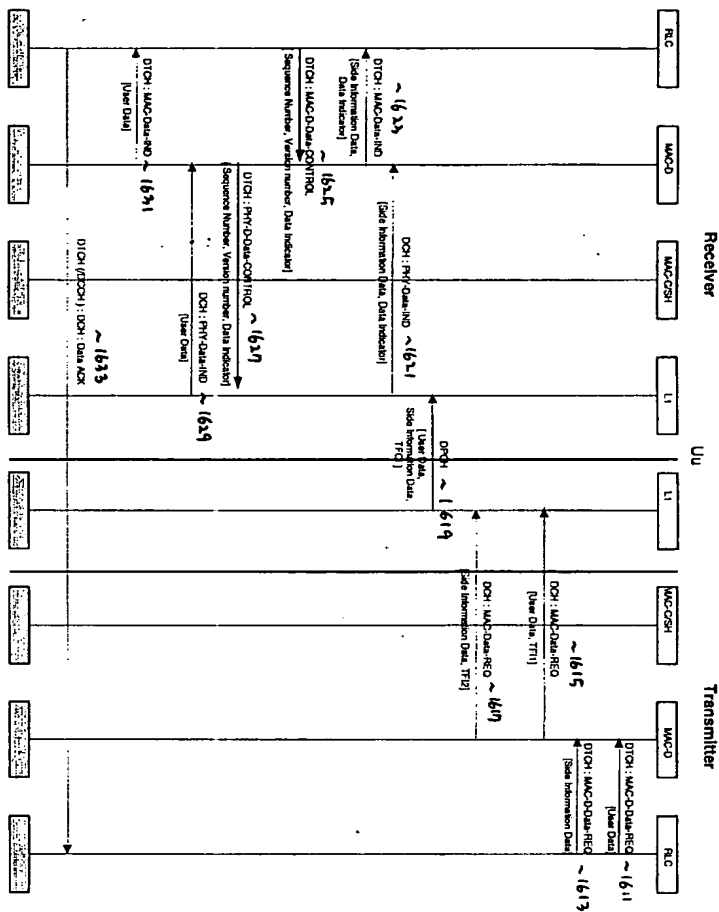 Receiver
Uu
Transmitter
RLC
MAC-D
MAC-C/SH
L1
L1
MAC-C/SH
MAC-D
RLC
DTCH : MAC-D-Data-REQ
[User Data]
~1611
DTCH : MAC-D-Data-REQ
[Side Information Data]
~1613
DCH : MAC-Data-REQ
[User Data, TFI1]
~1615
DCH : MAC-Data-REQ
[Side Information Data, TFI2]
~1617
DPCH ~1619
[User Data,
Side Information Data,
TFCI]
DCH : PHY-Data-IND ~1621
[Side Information Data, Data Indicator]
~1623
DTCH : MAC-Data-IND
[Side Information Data,
Data Indicator]
DTCH : MAC-D-Data-CONTROL ~1625
Sequence Number, Version number, Data Indicator]
DTCH : PHY-D-Data-CONTROL ~1627
[Sequence Number, Version number, Data Indicator]
DCH : PHY-Data-IND ~1629
[User Data]
DTCH : MAC-Data-IND ~1631
[User Data]
DTCH (/DCCH) : DCH : Data ACK ~1633